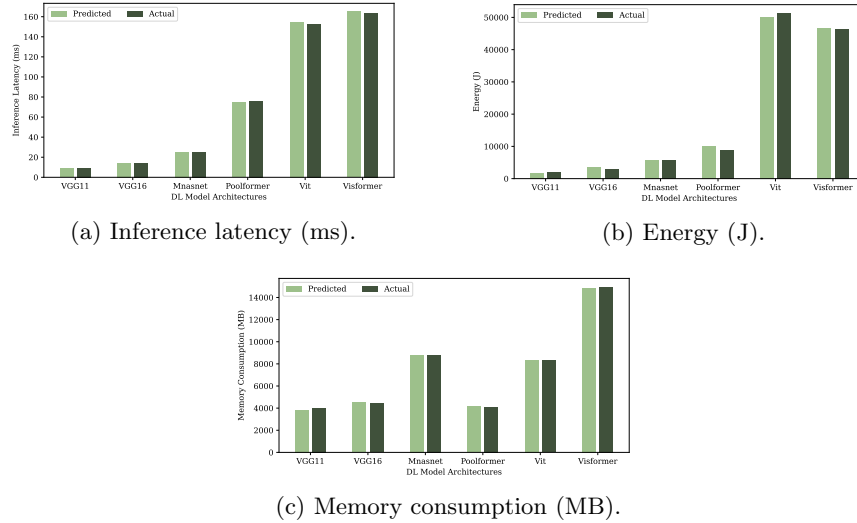 Predicted Actual
160
140
120
100
80
60
40
20
0
Inference Latency (ms)
VGG11 VGG16 Mnasnet Poolformer Vit Visformer
DL Model Architectures
(a) Inference latency (ms).
Predicted Actual
50000
40000
30000
20000
10000
0
Energy (J)
VGG11 VGG16 Mnasnet Poolformer Vit Visformer
DL Model Architectures
(b) Energy (J).
Predicted Actual
14000
12000
10000
8000
6000
4000
2000
0
Memory Consumption (MB)
VGG11 VGG16 Mnasnet Poolformer Vit Visformer
DL Model Architectures
(c) Memory consumption (MB).